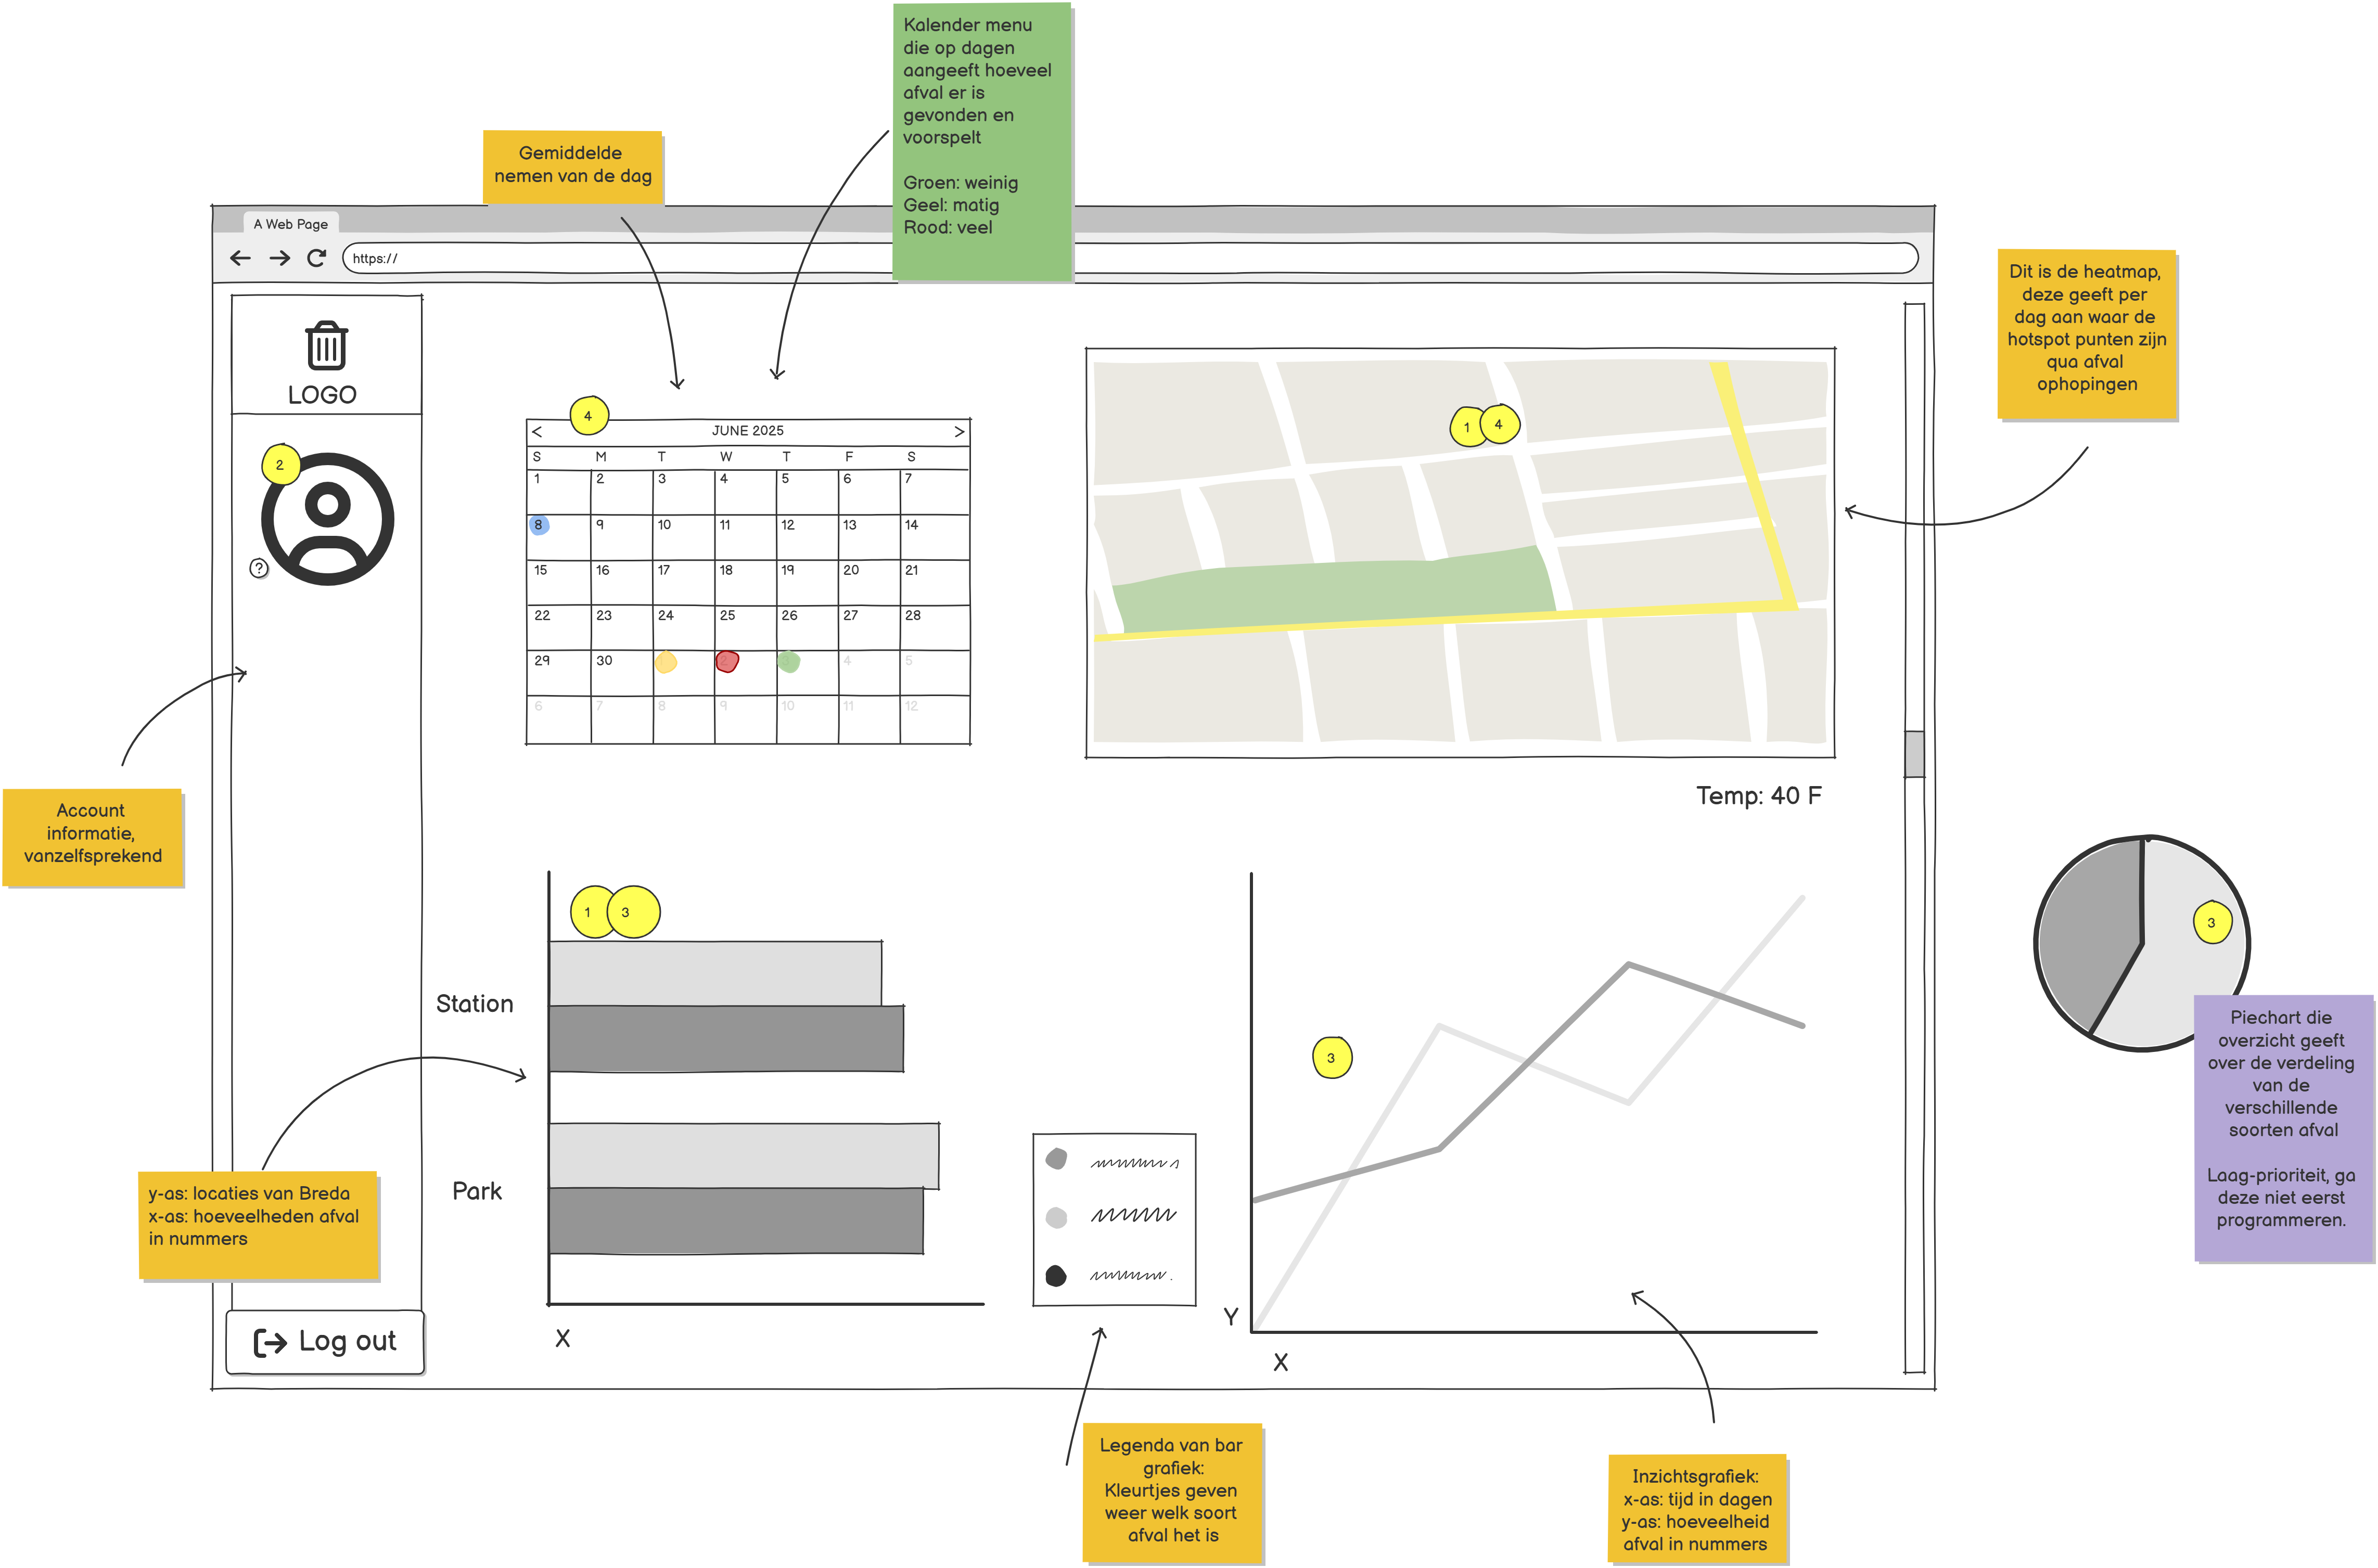 Kalender menu
die op dagen
aangeeft hoeveel
afval er is
gevonden en
voorspelt
Groen: weinig
Geel: matig
Rood: veel
Gemiddelde
nemen van de dag
A Web Page
https://
Dit is de heatmap,
deze geeft per
dag aan waar de
hotspot punten zijn
qua afval
ophopingen
LOGO
2
?
4
< JUNE 2025 >
S M T W T F S
1 2 3 4 5 6 7
8 9 10 11 12 13 14
15 16 17 18 19 20 21
22 23 24 25 26 27 28
29 30 2 4 5
6 7 8 9 10 11 12
1 4
Temp: 40 F
Account
informatie,
vanzelfsprekend
1 3
Station
Park
X
y-as: locaties van Breda
x-as: hoeveelheden afval
in nummers
Log out
3
Y
X
3
Piechart die
overzicht geeft
over de verdeling
van de
verschillende
soorten afval
Laag-prioriteit, ga
deze niet eerst
programmeren.
Legenda van bar
grafiek:
Kleurtjes geven
weer welk soort
afval het is
Inzichtsgrafiek:
x-as: tijd in dagen
y-as: hoeveelheid
afval in nummers